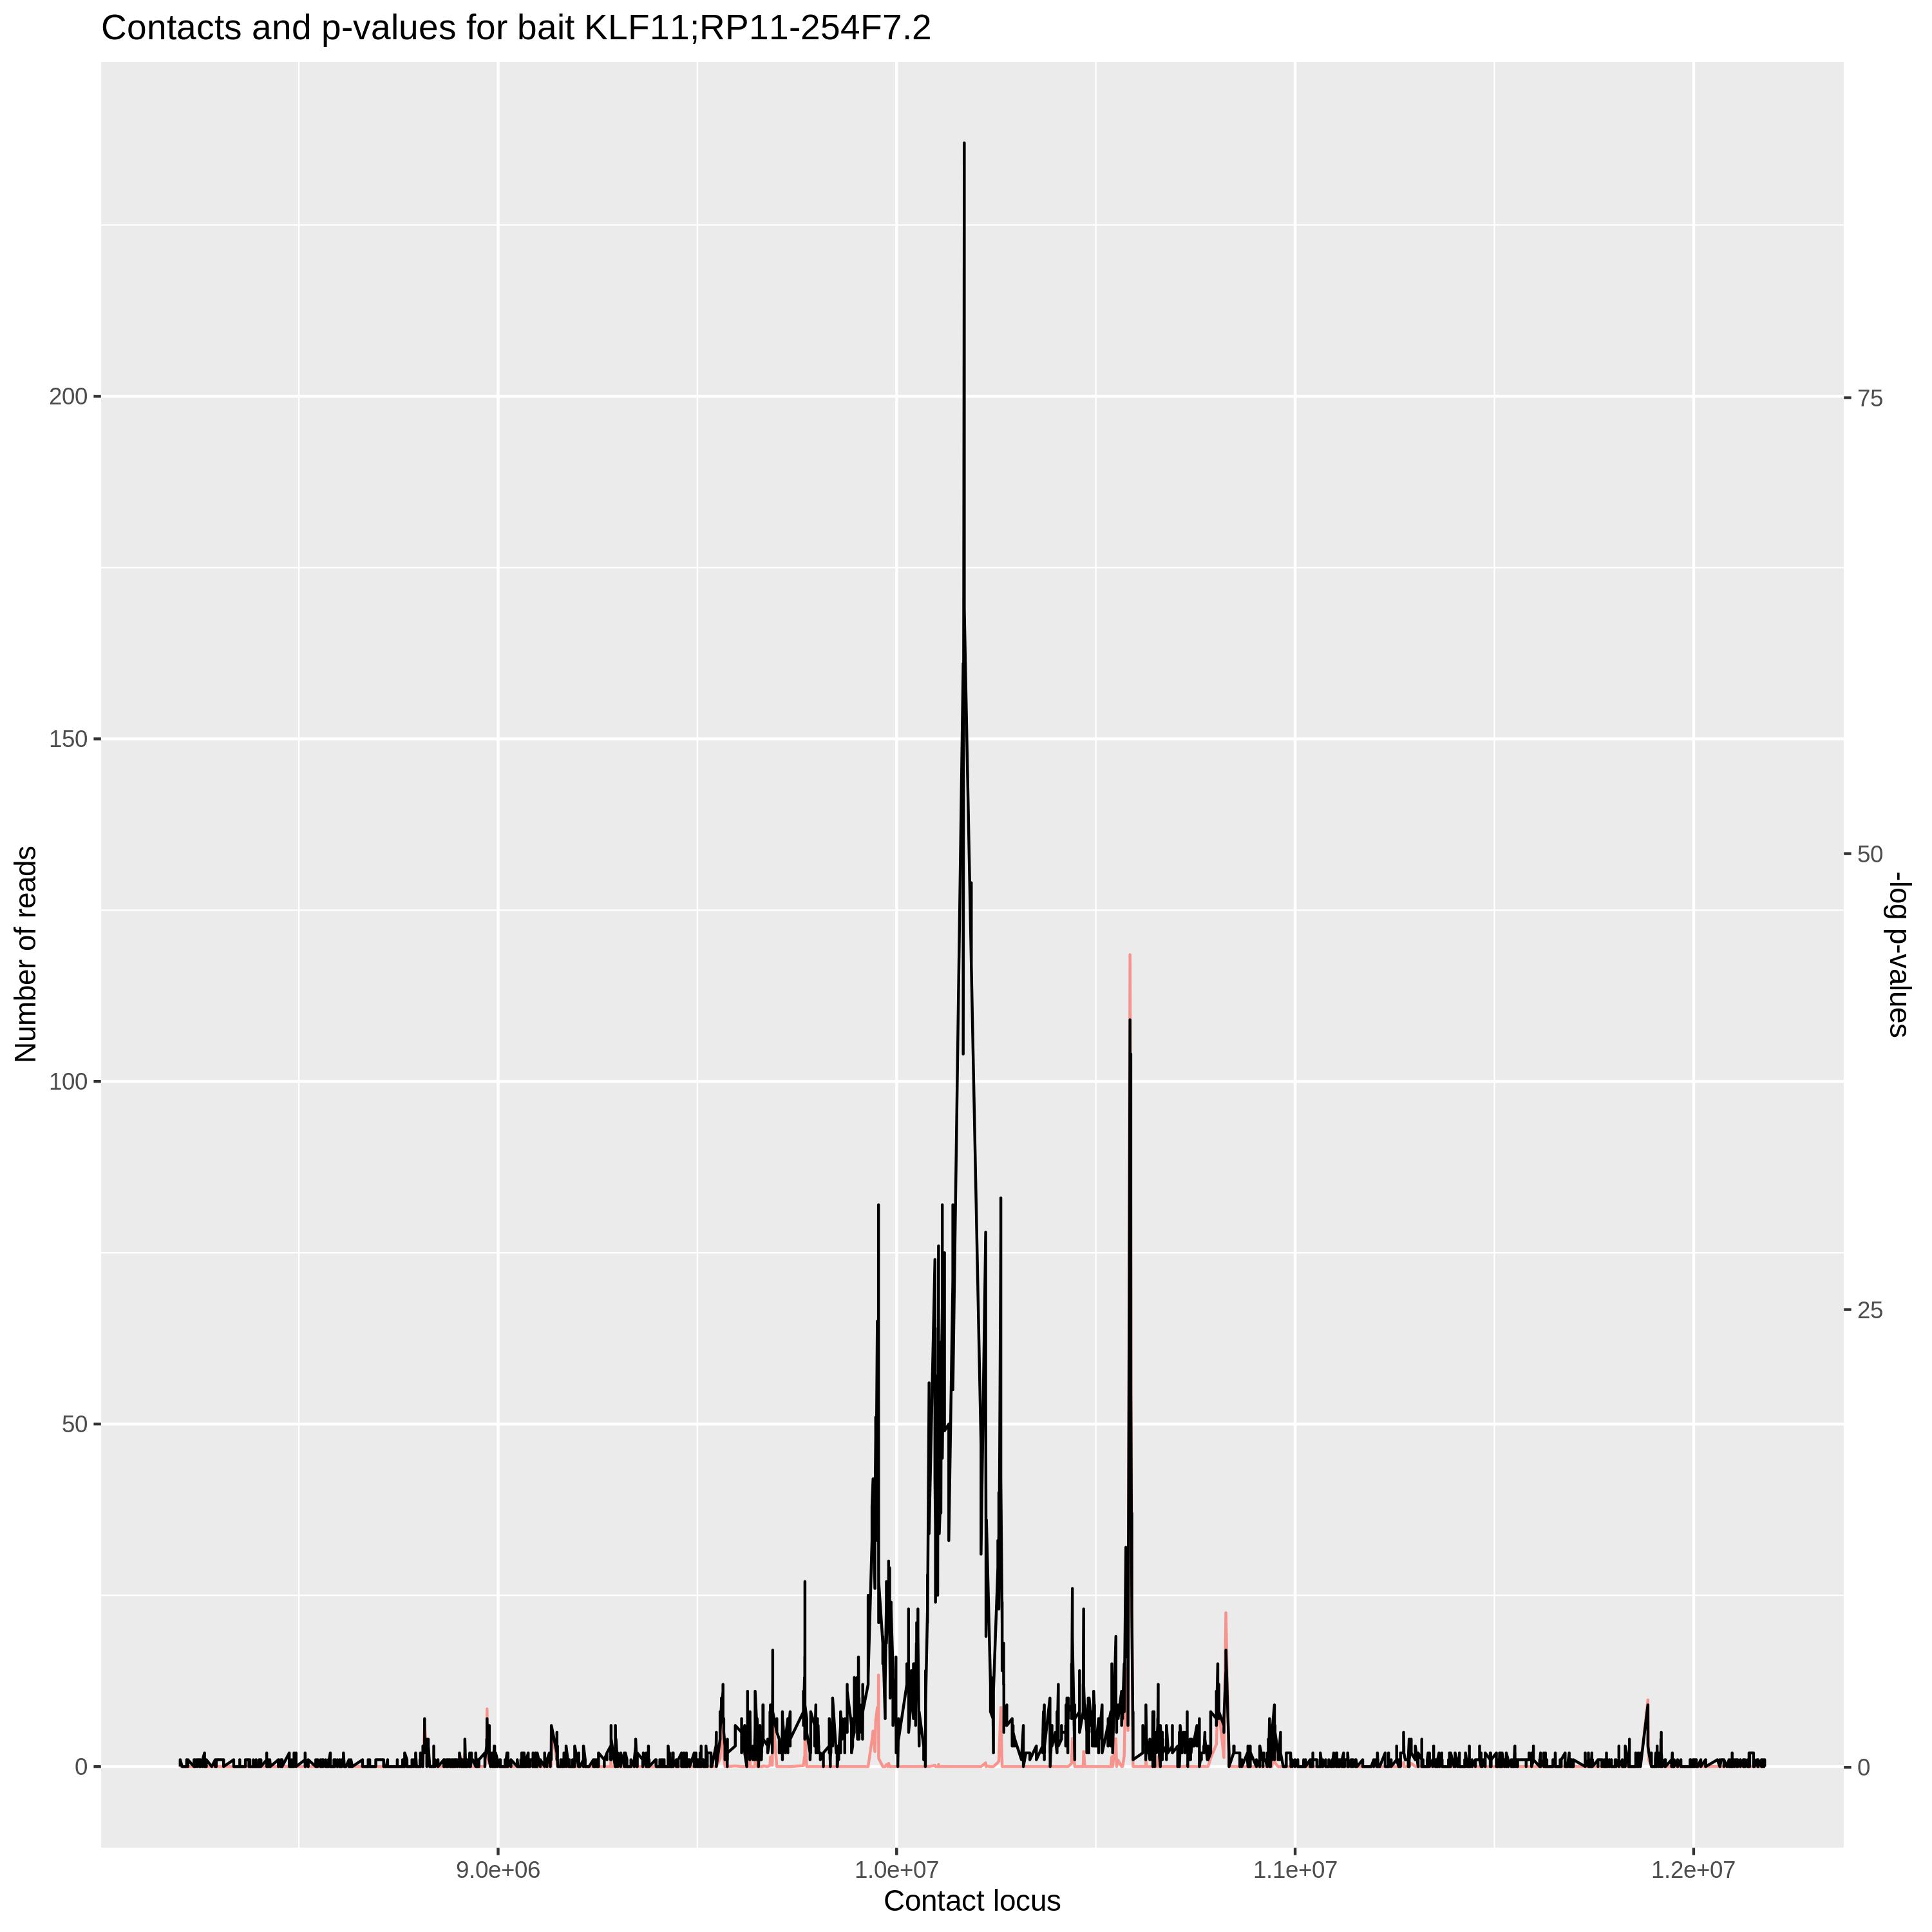 Contacts and p-values for bait KLF11;RP11-254F7.2
Number of reads
200
150
100
50
0
75
50
25
0
-log p-values
9.0e+06
1.0e+07
1.1e+07
1.2e+07
Contact locus